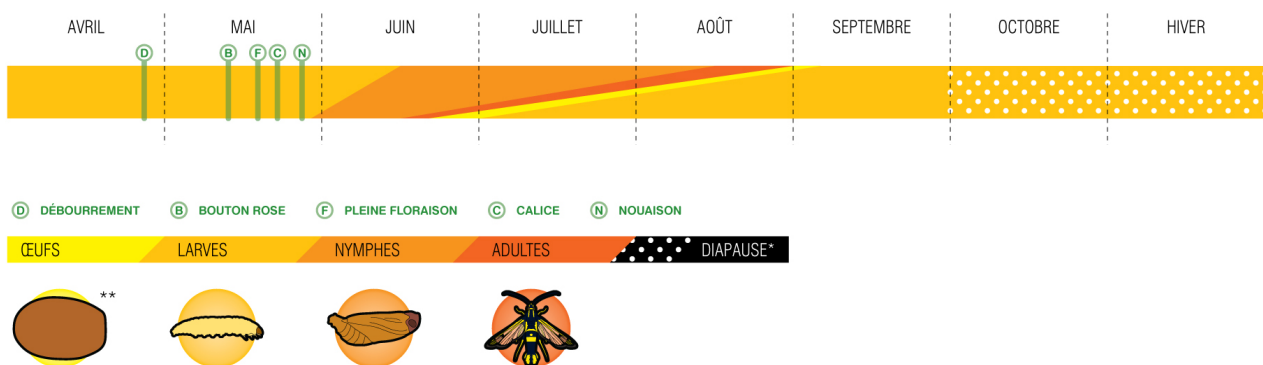 AVRIL MAI JUIN JUILLET AOÛT SEPTEMBRE OCTOBRE HIVER
D B F C N
D DÉBOURREMENT B BOUTON ROSE F PLEINE FLORAISON C CALICE N NOUAISON
ŒUFS LARVES NYMPHES ADULTES DIAPAUSE*
**